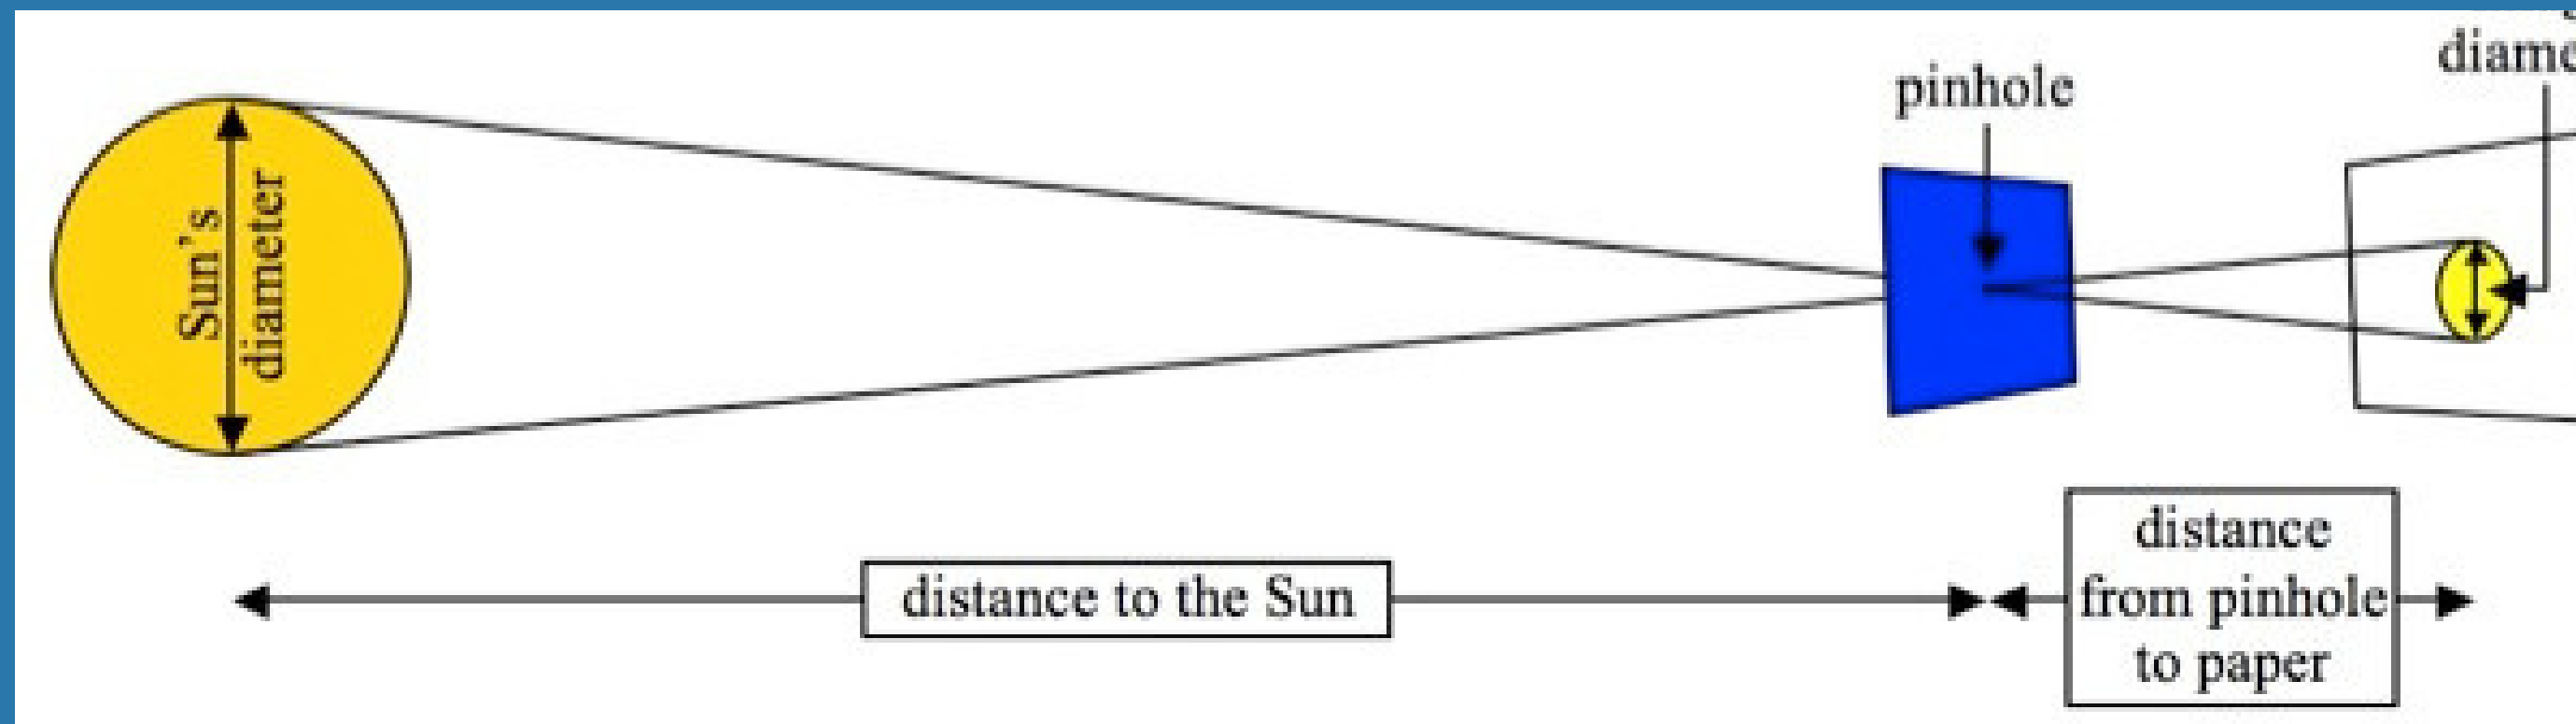 Sun's
diameter
pinhole
diame
distance to the Sun
distance
from pinhole
to paper